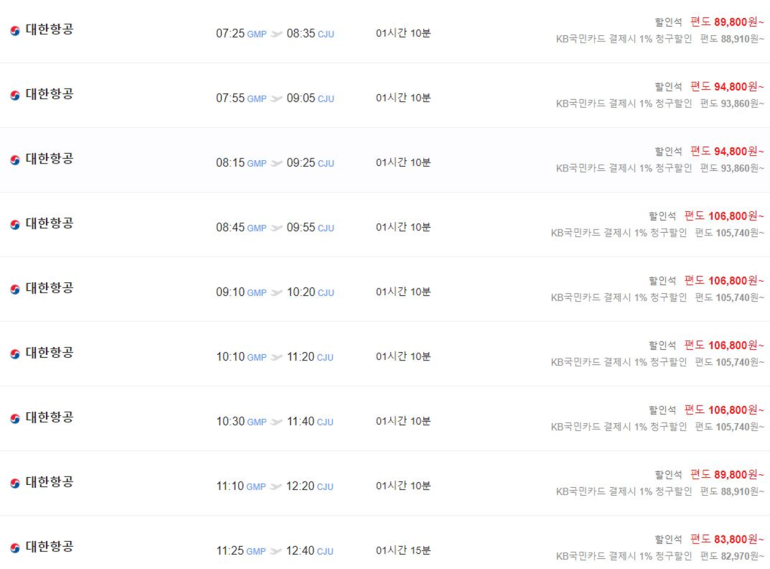 대한항공 07:25 GMP 08:35 CJU 01시간 10분 할인석 편도 89,800원~
KB국민카드 결제시 1% 청구할인 편도 88,910원~
대한항공 07:55 GMP 09:05 CJU 01시간 10분 할인석 편도 94,800원~
KB국민카드 결제시 1% 청구할인 편도 93,860원~
대한항공 08:15 GMP 09:25 CJU 01시간 10분 할인석 편도 94,800원~
KB국민카드 결제시 1% 청구할인 편도 93,860원~
대한항공 08:45 GMP 09:55 CJU 01시간 10분 할인석 편도 106,800원~
KB국민카드 결제시 1% 청구할인 편도 105,740원~
대한항공 09:10 GMP 10:20 CJU 01시간 10분 할인석 편도 106,800원~
KB국민카드 결제시 1% 청구할인 편도 105,740원~
대한항공 10:10 GMP 11:20 CJU 01시간 10분 할인석 편도 106,800원~
KB국민카드 결제시 1% 청구할인 편도 105,740원~
대한항공 10:30 GMP 11:40 CJU 01시간 10분 할인석 편도 106,800원~
KB국민카드 결제시 1% 청구할인 편도 105,740원~
대한항공 11:10 GMP 12:20 CJU 01시간 10분 할인석 편도 89,800원~
KB국민카드 결제시 1% 청구할인 편도 88,910원~
대한항공 11:25 GMP 12:40 CJU 01시간 15분 할인석 편도 83,800원~
KB국민카드 결제시 1% 청구할인 편도 82,970원~